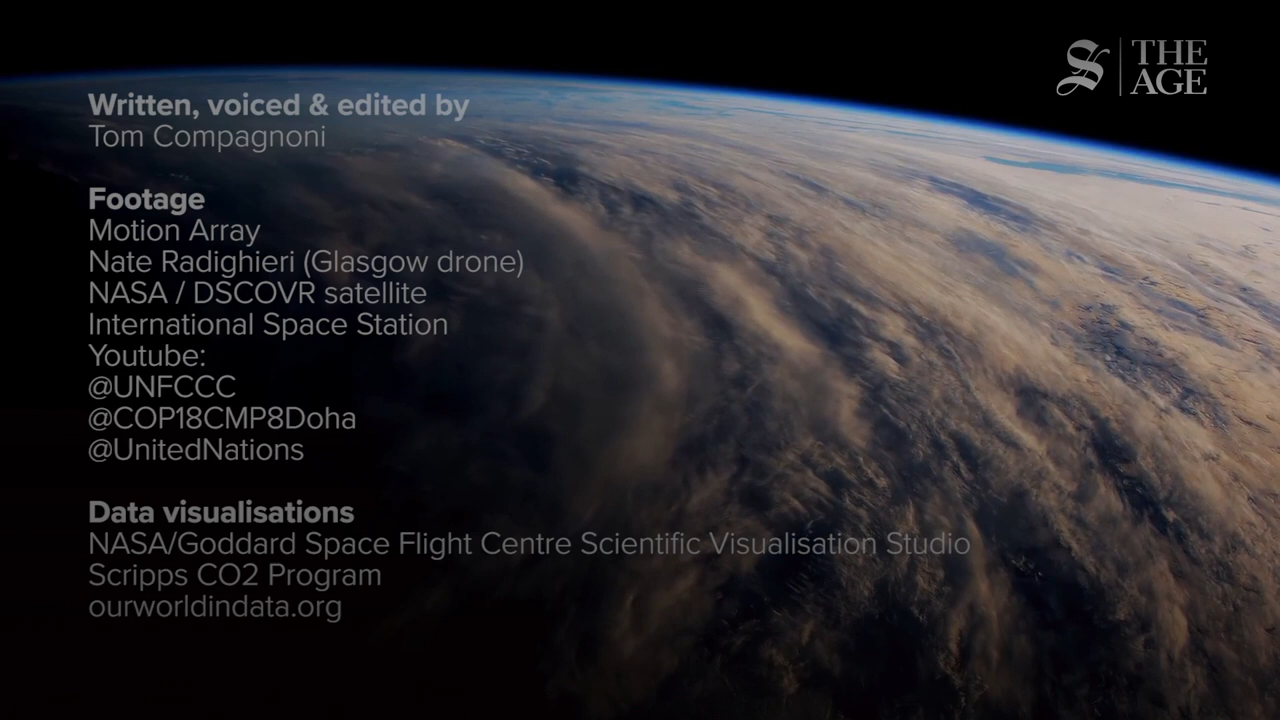 THE
AGE
Written, voiced & edited by
Tom Compagnoni
Footage
Motion Array
Nate Radighieri (Glasgow drone)
NASA / DSCOVR satellite
International Space Station
Youtube:
@UNFCCC
@COP18CMP8Doha
@UnitedNations
Data visualisations
NASA/Goddard Space Flight Centre Scientific Visualisation Studio
Scripps CO2 Program
ourworldindata.org